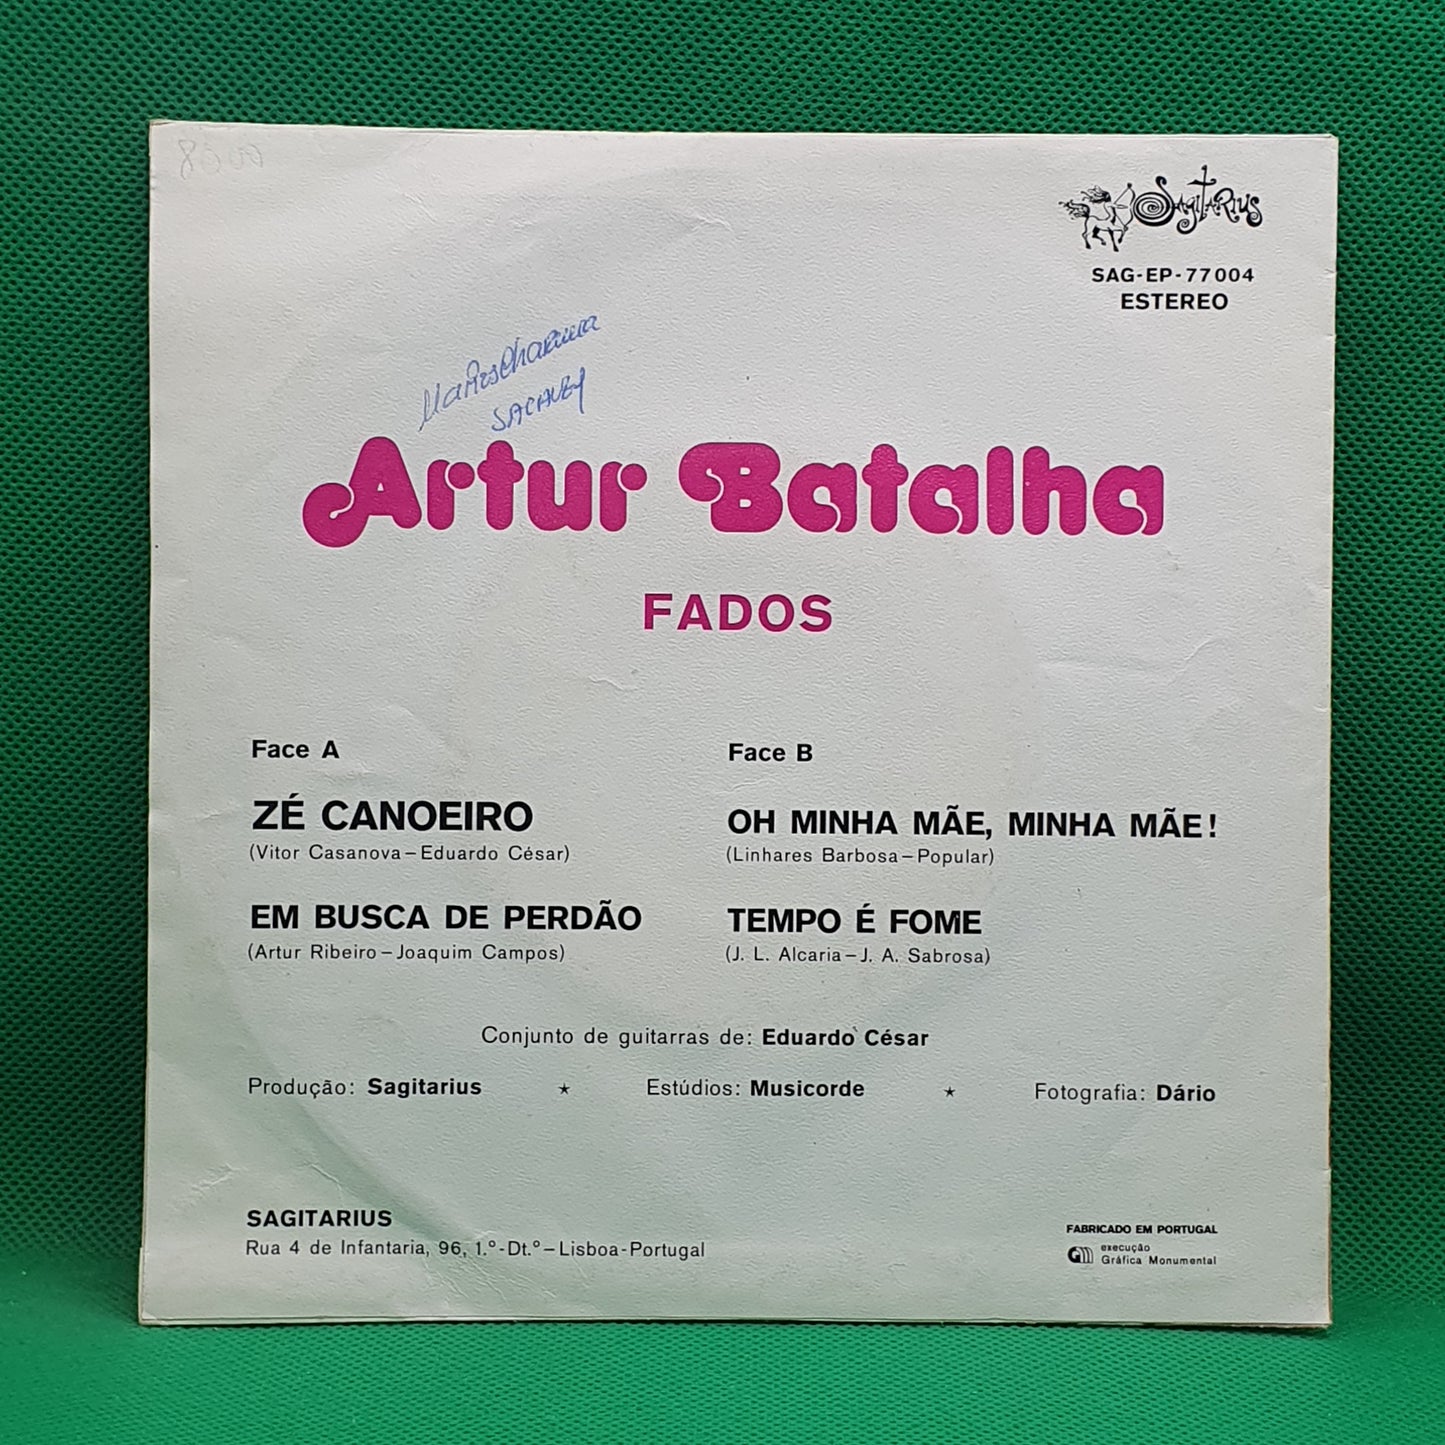 Sagitarius
SAG-EP-77004
ESTEREO
Artur Batalha
FADOS
Face A
ZÉ CANOEIRO
(Vitor Casanova – Eduardo César)
EM BUSCA DE PERDÃO
(Artur Ribeiro – Joaquim Campos)
Face B
OH MINHA MÃE, MINHA MÃE!
(Linhares Barbosa – Popular)
TEMPO É FOME
(J. L. Alcaria – J. A. Sabrosa)
Conjunto de guitarras de: Eduardo César
Produção: Sagitarius ★ Estúdios: Musicorde ★ Fotografia: Dário
SAGITARIUS
Rua 4 de Infantaria, 96, 1.º-Dt.º – Lisboa-Portugal
FABRICADO EM PORTUGAL
execução
Gráfica Monumental